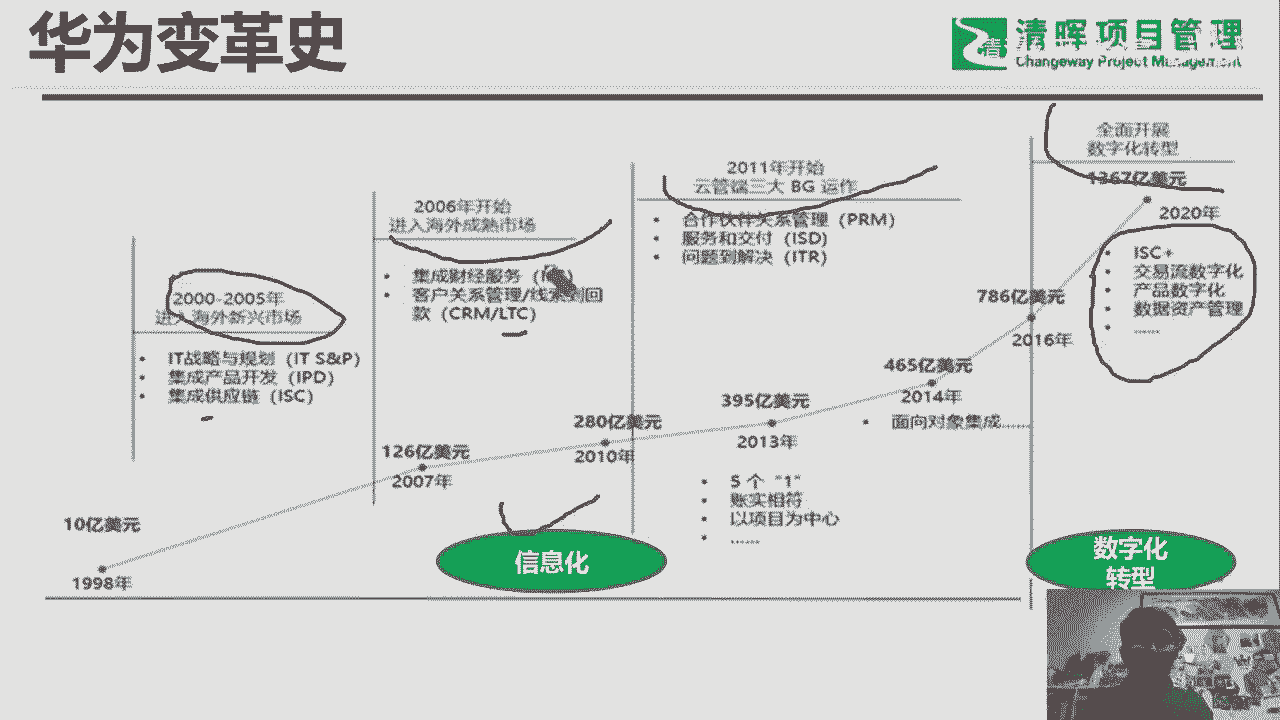 华为变革史
清晖项目管理
Changeway Project Management
全面开展
数字化转型
1367亿美元
2020年
ISC+
交易流数字化
产品数字化
数据资产管理
......
2011年开始
云管端三大 BG 运作
合作伙伴关系管理（PRM）
服务和交付（ISD）
问题到解决（ITR）
2006年开始
进入海外成熟市场
集成财经服务
客户关系管理/线索到回
款（CRM/LTC）
2000-2005年
进入海外新兴市场
IT战略与规划（IT S&P）
集成产品开发（IPD）
集成供应链（ISC）
786亿美元
2016年
465亿美元
2014年
面向对象集成......
395亿美元
2013年
5 个 “1”
账实相符
以项目为中心
......
280亿美元
2010年
126亿美元
2007年
10亿美元
1998年
信息化
数字化
转型